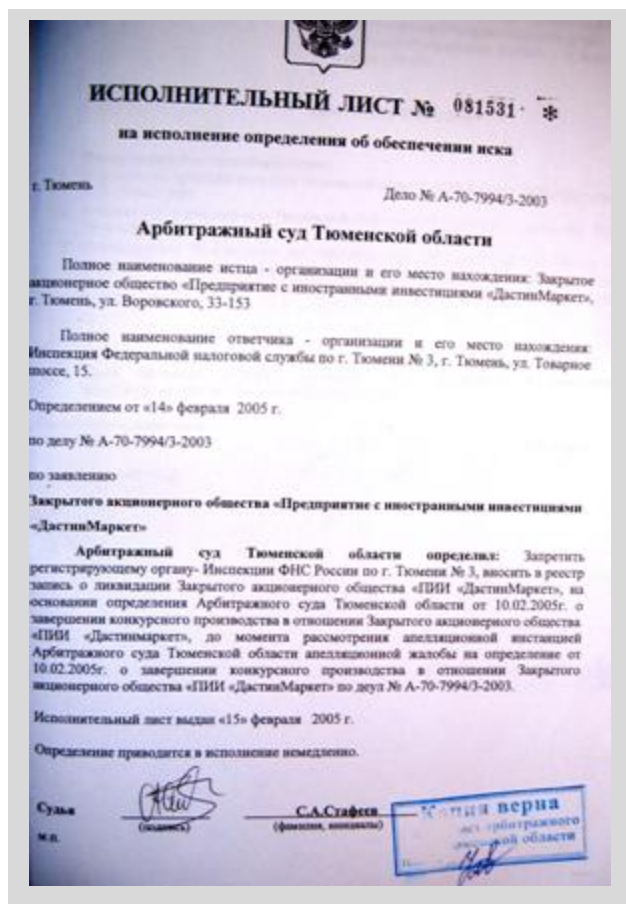 ИСПОЛНИТЕЛЬНЫЙ ЛИСТ № 081531 *
на исполнение определения об обеспечении иска
г. Тюмень
Дело № А-70-7994/3-2003
Арбитражный суд Тюменской области
Полное наименование истца - организации и его место нахождения: Закрытое
акционерное общество «Предприятие с иностранными инвестициями «ДастинМаркет»,
г. Тюмень, ул. Воровского, 33-153
Полное наименование ответчика - организации и его место нахождения:
Инспекция Федеральной налоговой службы по г. Тюмени № 3, г. Тюмень, ул. Товарное
шоссе, 15.
Определением от «14» февраля 2005 г.
по делу № А-70-7994/3-2003
по заявлению
Закрытого акционерного общества «Предприятие с иностранными инвестициями
«ДастинМаркет»
Арбитражный суд Тюменской области определил: Запретить
регистрирующему органу- Инспекции ФНС России по г. Тюмени № 3, вносить в реестр
запись о ликвидации Закрытого акционерного общества «ПИИ «ДастинМаркет», на
основании определения Арбитражного суда Тюменской области от 10.02.2005г. о
завершении конкурсного производства в отношении Закрытого акционерного общества
«ПИИ «Дастинмаркет», до момента рассмотрения апелляционной инстанцией
Арбитражного суда Тюменской области апелляционной жалобы на определение от
10.02.2005г. о завершении конкурсного производства в отношении Закрытого
акционерного общества «ПИИ «ДастинМаркет» по деул № А-70-7994/3-2003.
Исполнительный лист выдан «15» февраля 2005 г.
Определение приводится в исполнение немедленно.
Судья
С.А.Стафеев
(подпись)
(фамилия, инициалы)
м.п.
Копия верна
арбитражного
области